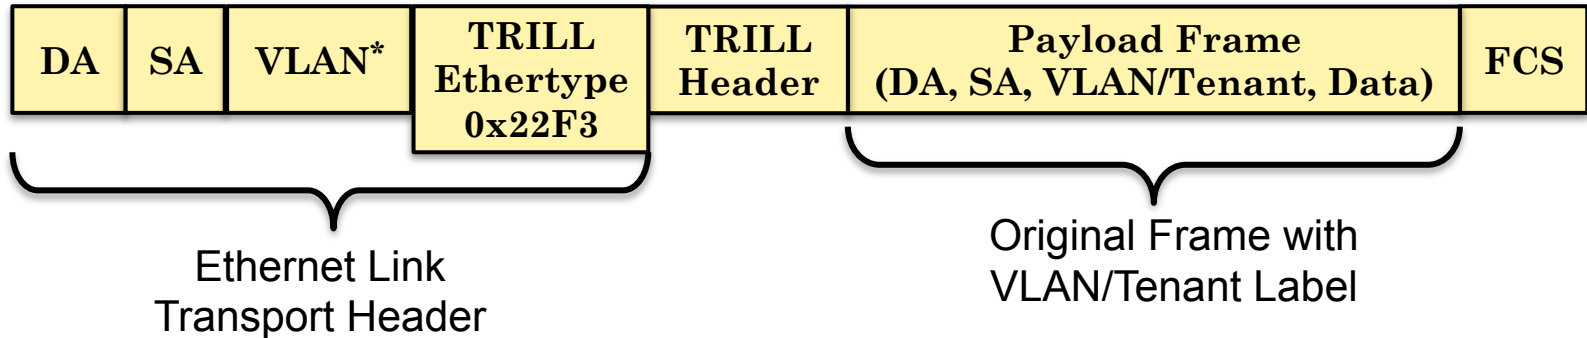 DA
SA
VLAN*
TRILL
Ethertype
0x22F3
TRILL
Header
Payload Frame
(DA, SA, VLAN/Tenant, Data)
FCS
Ethernet Link
Transport Header
Original Frame with
VLAN/Tenant Label